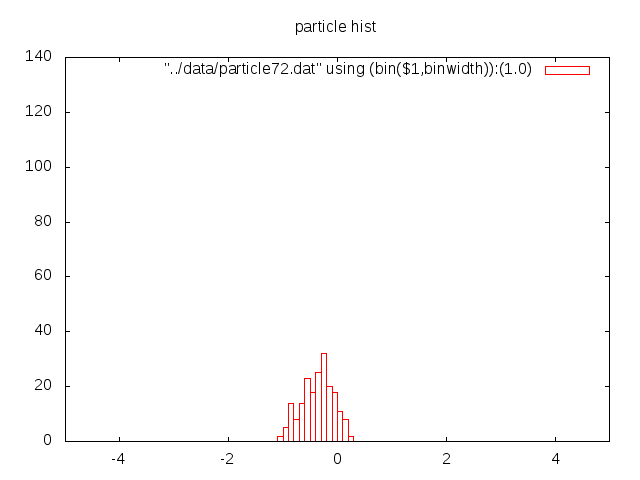 particle hist
140
"../data/particle72.dat" using (bin($1,binwidth)):(1.0)
120
100
80
60
40
20
0
-4 -2 0 2 4